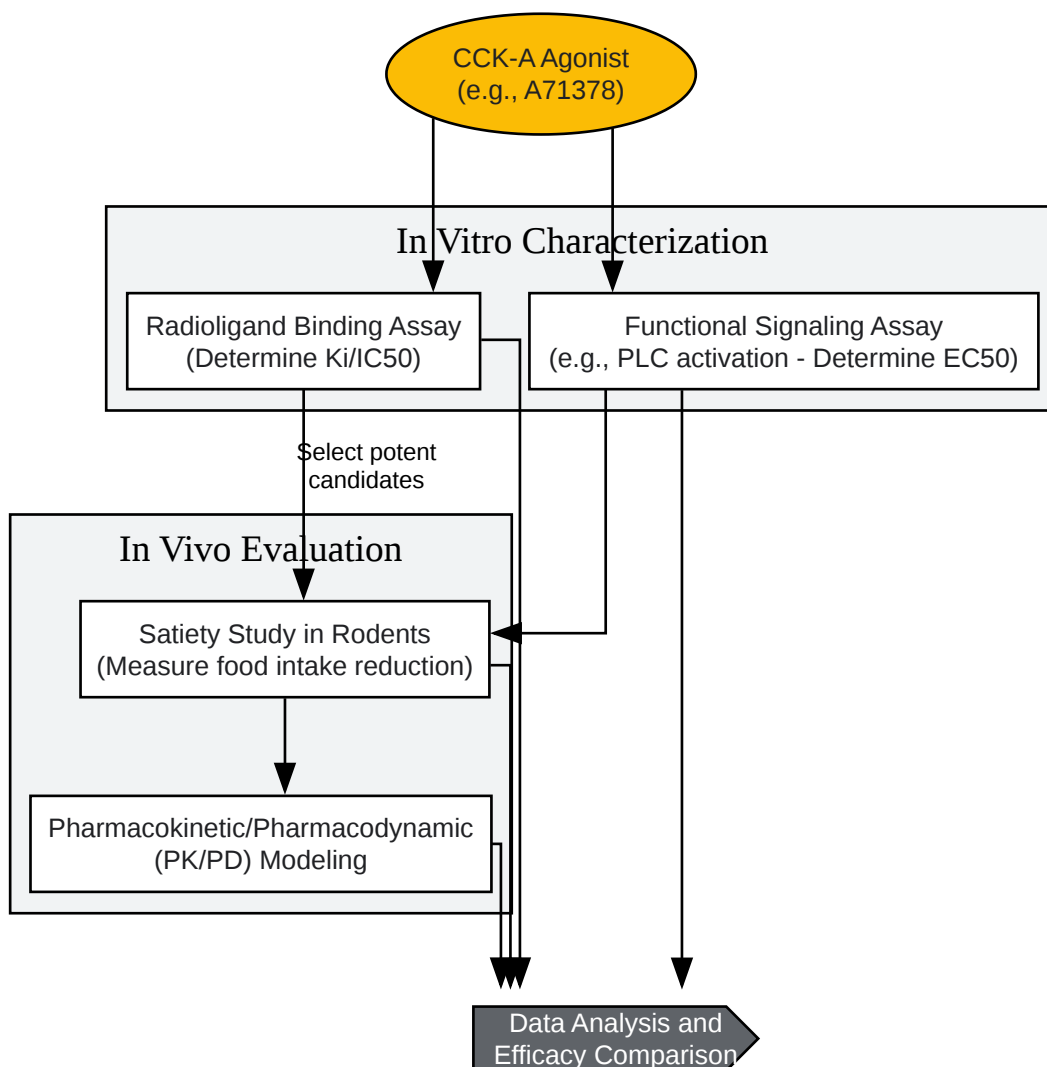 CCK-A Agonist
(e.g., A71378)
In Vitro Characterization
Radioligand Binding Assay
(Determine Ki/IC50)
Functional Signaling Assay
(e.g., PLC activation - Determine EC50)
Select potent
candidates
In Vivo Evaluation
Satiety Study in Rodents
(Measure food intake reduction)
Pharmacokinetic/Pharmacodynamic
(PK/PD) Modeling
Data Analysis and
Efficacy Comparison